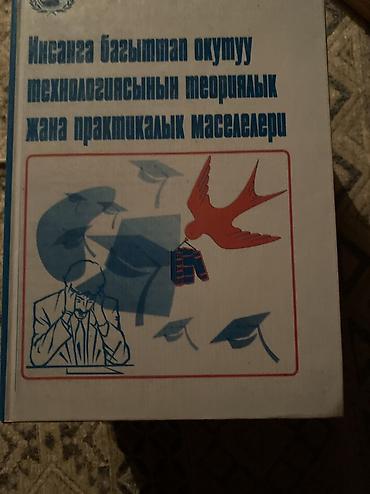 Инсанга багыттап окутуу
технологиясынын теориялык
жана практикалык маселелери